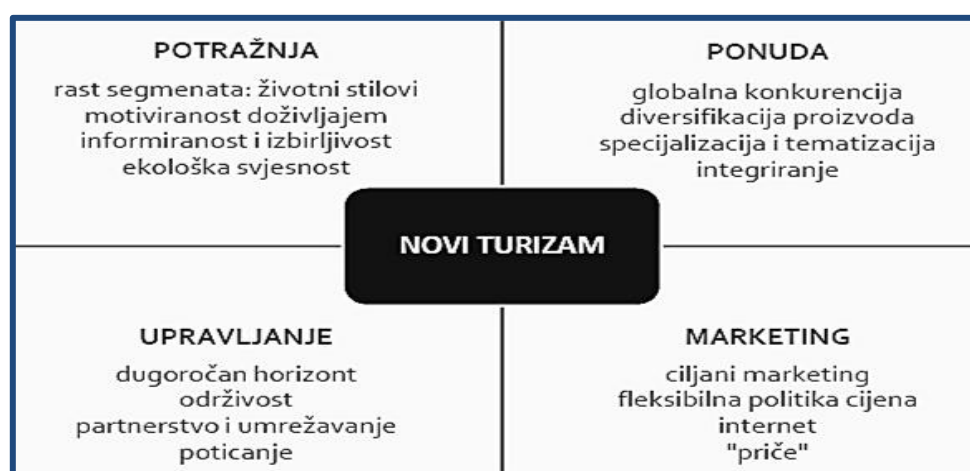 POTRAŽNJA
rast segmenata: životni stilovi
motiviranost doživljajem
informiranost i izbirljivost
ekološka svjesnost
PONUDA
globalna konkurencija
diversifikacija proizvoda
specijalizacija i tematizacija
integriranje
NOVI TURIZAM
UPRAVLJANJE
dugoročan horizont
održivost
partnerstvo i umrežavanje
poticanje
MARKETING
ciljani marketing
fleksibilna politika cijena
internet
"priče"